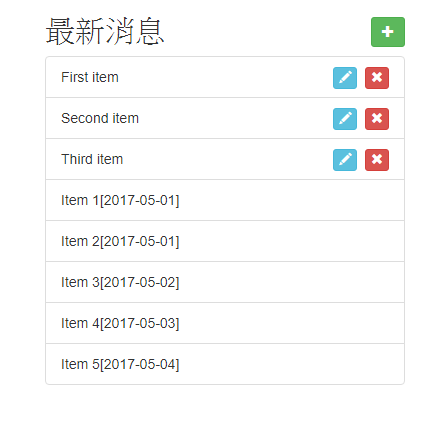 最新消息
First item
Second item
Third item
Item 1[2017-05-01]
Item 2[2017-05-01]
Item 3[2017-05-02]
Item 4[2017-05-03]
Item 5[2017-05-04]